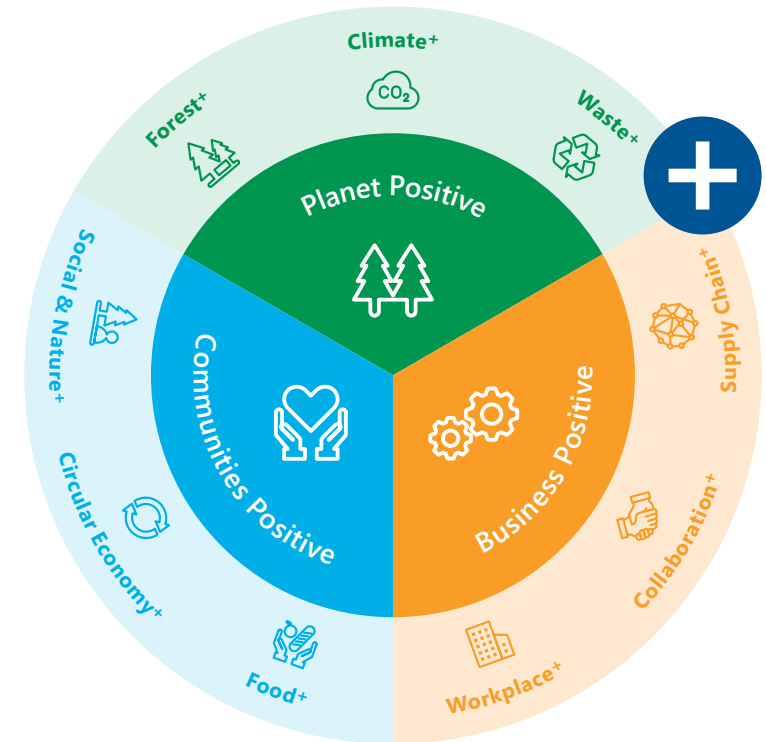 Climate⁺
Forest⁺
CO₂
Waste⁺
Planet Positive
Social & Nature⁺
Supply Chain⁺
Communities Positive
Business Positive
Circular Economy⁺
Collaboration⁺
Food⁺
Workplace⁺